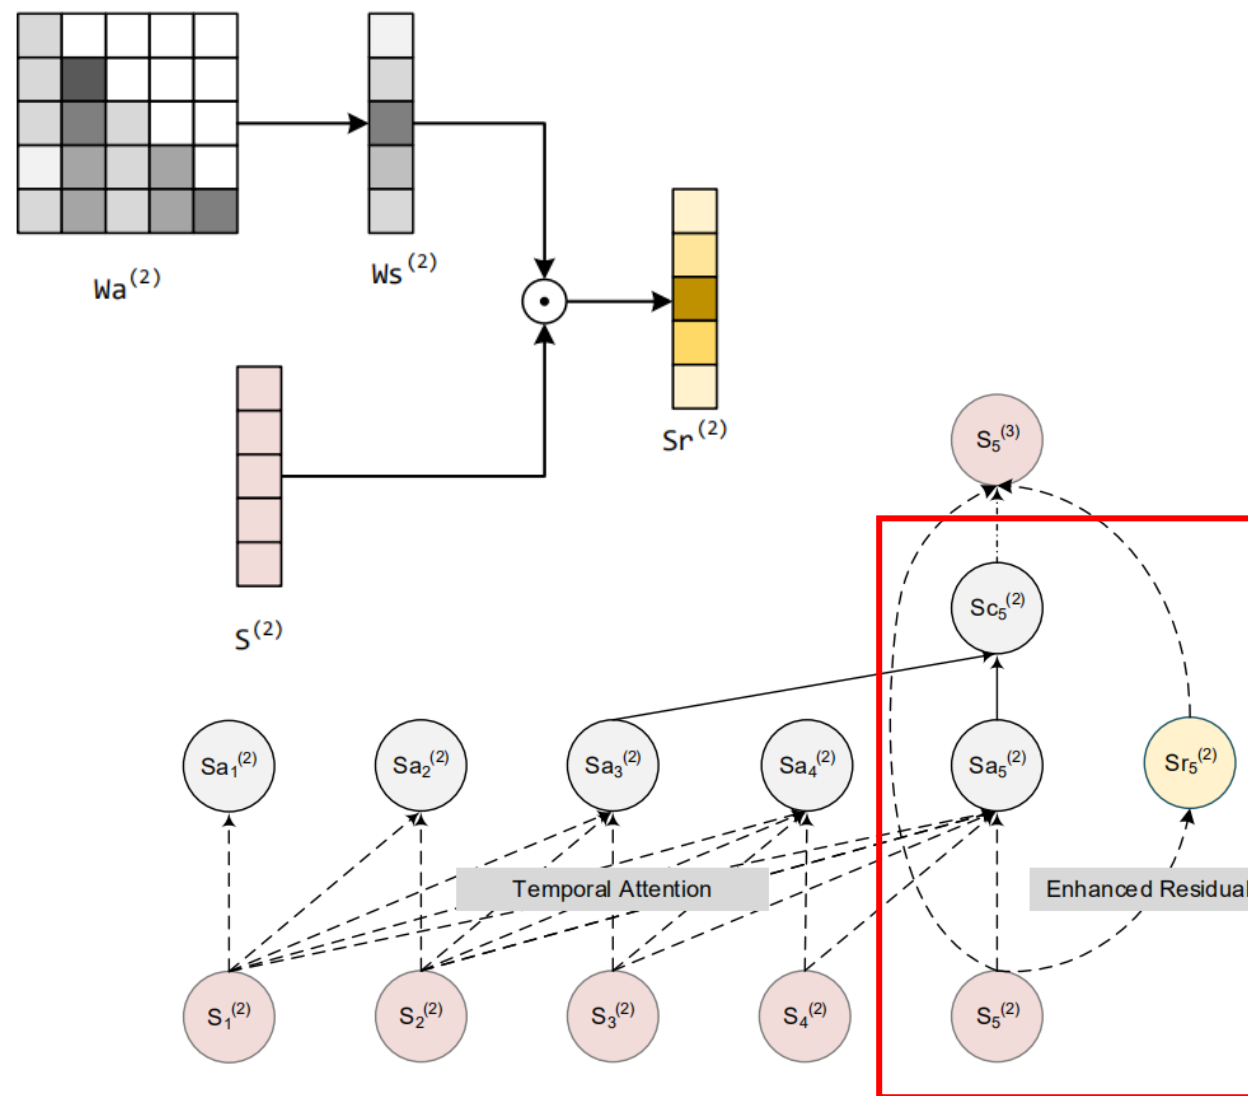 Wa^(2)
Ws^(2)
Sr^(2)
S^(2)
S₅^(3)
Sc₅^(2)
Sa₁^(2) Sa₂^(2) Sa₃^(2) Sa₄^(2) Sa₅^(2) Sr₅^(2)
Temporal Attention Enhanced Residual
S₁^(2) S₂^(2) S₃^(2) S₄^(2) S₅^(2)